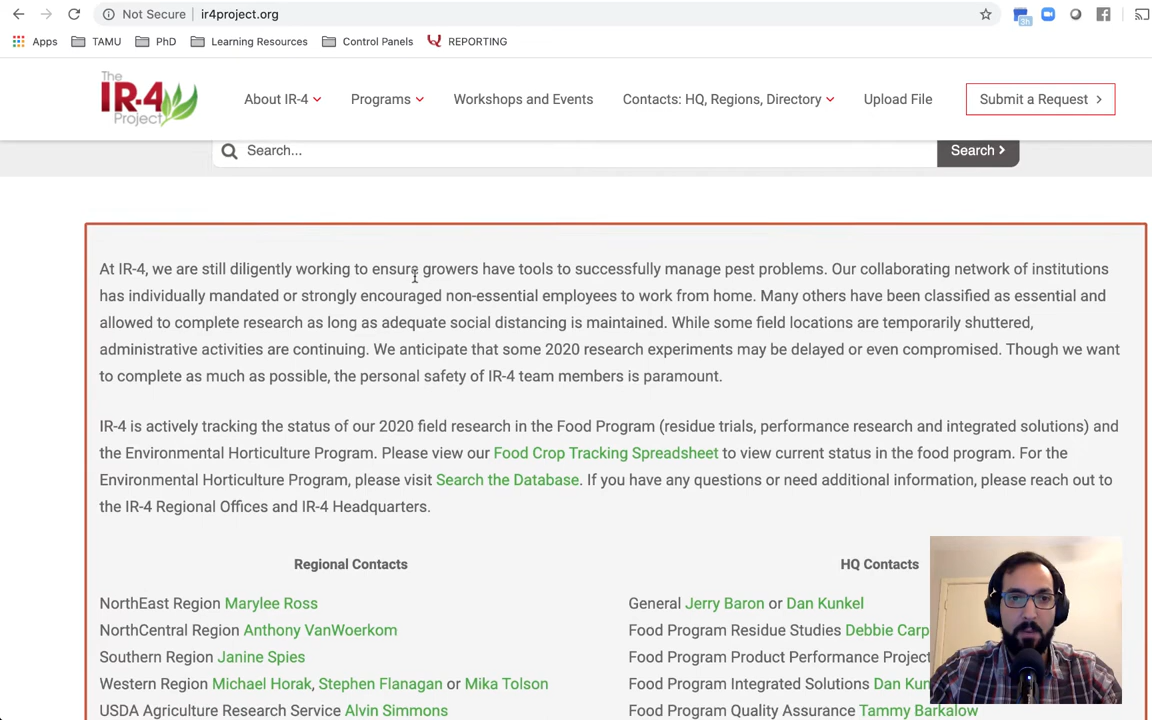 Not Secure ir4project.org
3h
Apps TAMU PhD Learning Resources Control Panels REPORTING
The
IR-4
Project
About IR-4 Programs Workshops and Events Contacts: HQ, Regions, Directory Upload File Submit a Request
Search... Search
At IR-4, we are still diligently working to ensure growers have tools to successfully manage pest problems. Our collaborating network of institutions
has individually mandated or strongly encouraged non-essential employees to work from home. Many others have been classified as essential and
allowed to complete research as long as adequate social distancing is maintained. While some field locations are temporarily shuttered,
administrative activities are continuing. We anticipate that some 2020 research experiments may be delayed or even compromised. Though we want
to complete as much as possible, the personal safety of IR-4 team members is paramount.
IR-4 is actively tracking the status of our 2020 field research in the Food Program (residue trials, performance research and integrated solutions) and
the Environmental Horticulture Program. Please view our Food Crop Tracking Spreadsheet to view current status in the food program. For the
Environmental Horticulture Program, please visit Search the Database. If you have any questions or need additional information, please reach out to
the IR-4 Regional Offices and IR-4 Headquarters.
Regional Contacts
NorthEast Region Marylee Ross
NorthCentral Region Anthony VanWoerkom
Southern Region Janine Spies
Western Region Michael Horak, Stephen Flanagan or Mika Tolson
USDA Agriculture Research Service Alvin Simmons
HQ Contacts
General Jerry Baron or Dan Kunkel
Food Program Residue Studies Debbie Carp
Food Program Product Performance Project
Food Program Integrated Solutions Dan Kun
Food Program Quality Assurance Tammy Barkalow